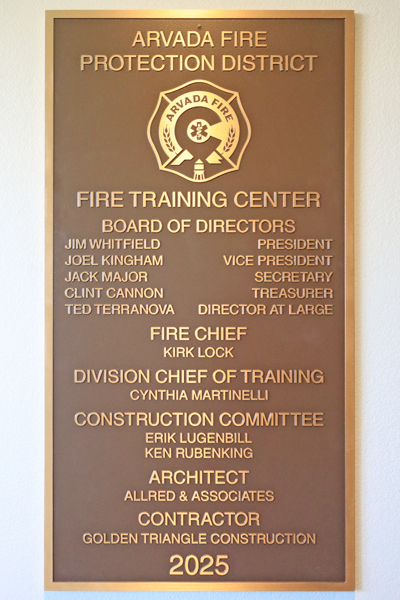 ARVADA FIRE
PROTECTION DISTRICT
ARVADA FIRE
FIRE TRAINING CENTER
BOARD OF DIRECTORS
JIM WHITFIELD PRESIDENT
JOEL KINGHAM VICE PRESIDENT
JACK MAJOR SECRETARY
CLINT CANNON TREASURER
TED TERRANOVA DIRECTOR AT LARGE
FIRE CHIEF
KIRK LOCK
DIVISION CHIEF OF TRAINING
CYNTHIA MARTINELLI
CONSTRUCTION COMMITTEE
ERIK LUGENBILL
KEN RUBENKING
ARCHITECT
ALLRED & ASSOCIATES
CONTRACTOR
GOLDEN TRIANGLE CONSTRUCTION
2025